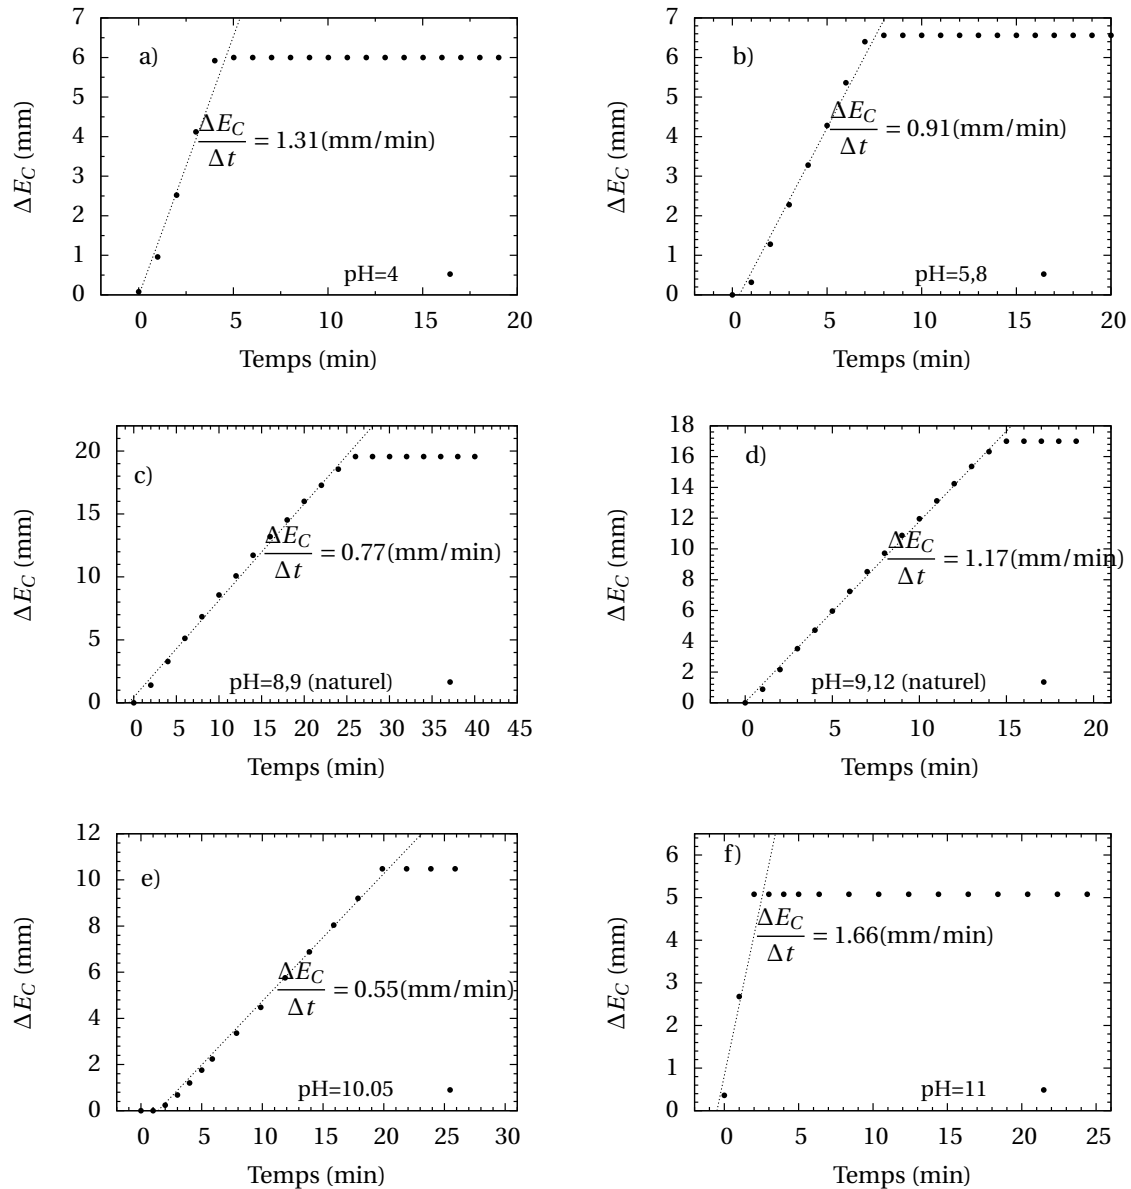 7
6
5
4
3
2
1
0
ΔE_C (mm)
a)
ΔE_C/Δt = 1.31(mm/min)
pH=4
0 5 10 15 20
Temps (min)
7
6
5
4
3
2
1
0
ΔE_C (mm)
b)
ΔE_C/Δt = 0.91(mm/min)
pH=5,8
0 5 10 15 20
Temps (min)
20
15
10
5
0
ΔE_C (mm)
c)
ΔE_C/Δt = 0.77(mm/min)
pH=8,9 (naturel)
0 5 10 15 20 25 30 35 40 45
Temps (min)
18
16
14
12
10
8
6
4
2
0
ΔE_C (mm)
d)
ΔE_C/Δt = 1.17(mm/min)
pH=9,12 (naturel)
0 5 10 15 20
Temps (min)
12
10
8
6
4
2
0
ΔE_C (mm)
e)
ΔE_C/Δt = 0.55(mm/min)
pH=10.05
0 5 10 15 20 25 30
Temps (min)
6
5
4
3
2
1
0
ΔE_C (mm)
f)
ΔE_C/Δt = 1.66(mm/min)
pH=11
0 5 10 15 20 25
Temps (min)